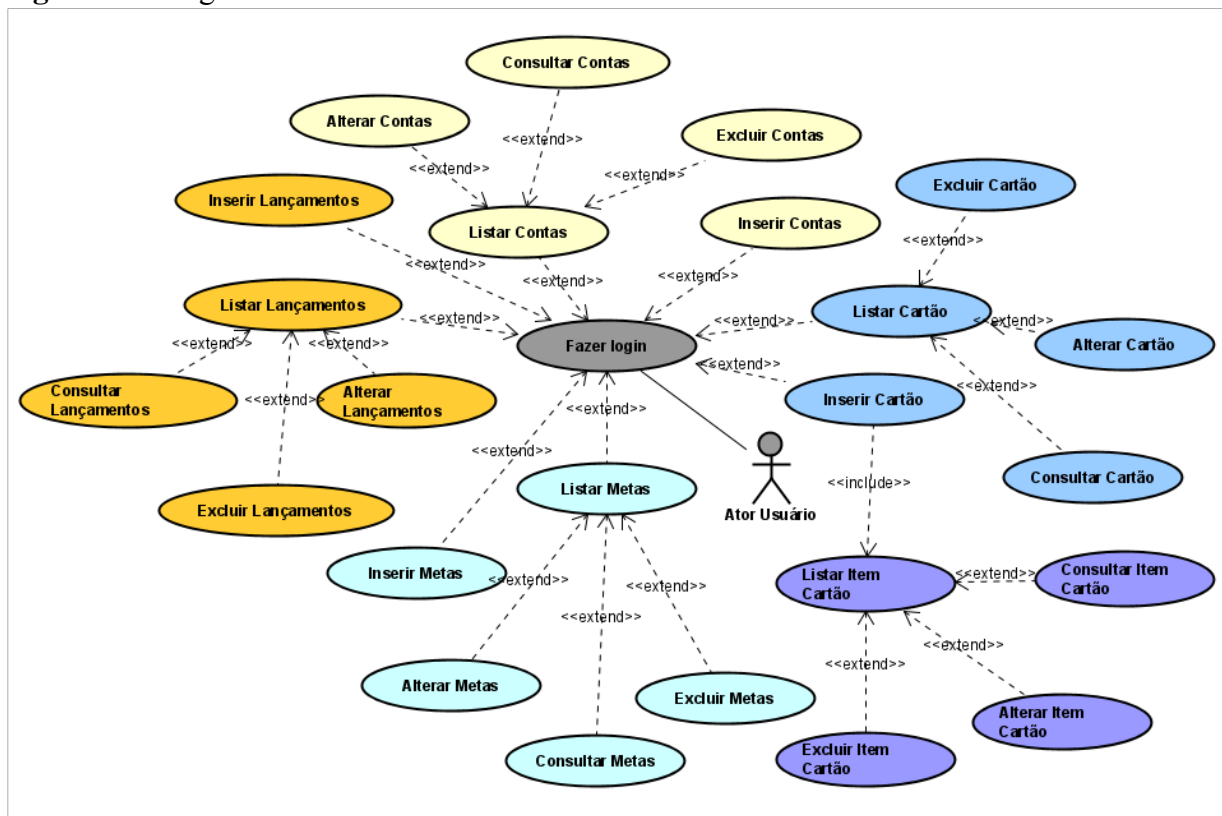 Consultar Contas
Alterar Contas
<<extend>>
Excluir Contas
<<extend>>
<<extend>>
Excluir Cartão
Inserir Lançamentos
Listar Contas
Inserir Contas
<<extend>>
<<extend>>
<<extend>>
<<extend>>
Listar Lançamentos
<<extend>>
Listar Cartão
<<extend>>
<<extend>>
<<extend>>
<<extend>>
<<extend>>
Fazer login
Alterar Cartão
<<extend>>
Consultar
Lançamentos
<<extend>>
Alterar
Lançamentos
<<extend>>
Inserir Cartão
<<extend>>
<<extend>>
Consultar Cartão
Listar Metas
<<include>>
Excluir Lançamentos
Ator Usuário
Inserir Metas
<<extend>>
<<extend>>
Listar Item
Cartão
<<extend>>
Consultar Item
Cartão
<<extend>>
<<extend>>
<<extend>>
Alterar Metas
Excluir Metas
Alterar Item
Cartão
Consultar Metas
Excluir Item
Cartão